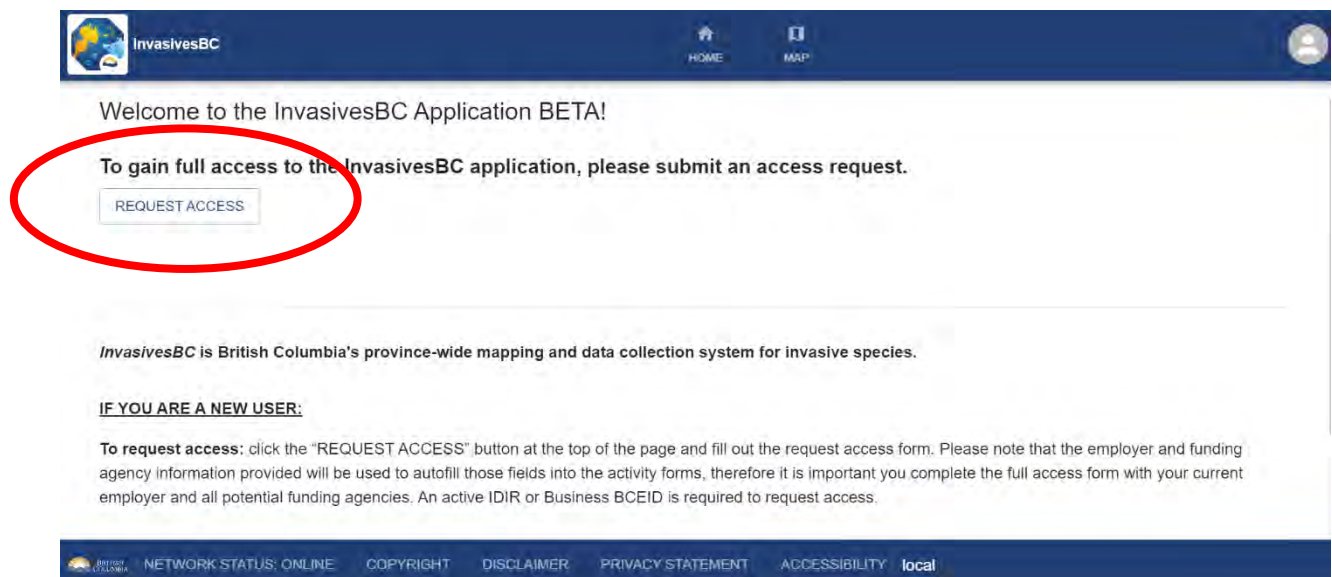 InvasivesBC
HOME
MAP
Welcome to the InvasivesBC Application BETA!
To gain full access to the InvasivesBC application, please submit an access request.
REQUEST ACCESS
InvasivesBC is British Columbia's province-wide mapping and data collection system for invasive species.
IF YOU ARE A NEW USER:
To request access: click the “REQUEST ACCESS” button at the top of the page and fill out the request access form. Please note that the employer and funding
agency information provided will be used to autofill those fields into the activity forms, therefore it is important you complete the full access form with your current
employer and all potential funding agencies. An active IDIR or Business BCEID is required to request access.
BRITISH COLUMBIA NETWORK STATUS: ONLINE COPYRIGHT DISCLAIMER PRIVACY STATEMENT ACCESSIBILITY local